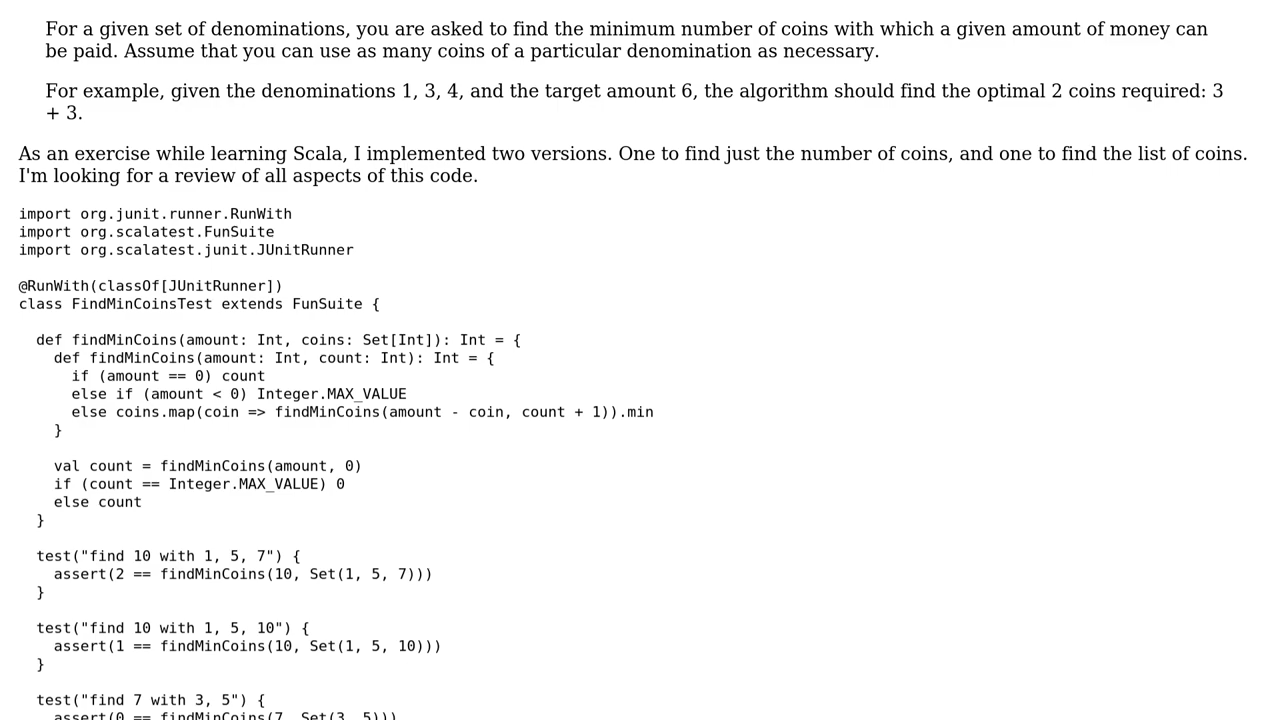 For a given set of denominations, you are asked to find the minimum number of coins with which a given amount of money can
be paid. Assume that you can use as many coins of a particular denomination as necessary.
For example, given the denominations 1, 3, 4, and the target amount 6, the algorithm should find the optimal 2 coins required: 3
+ 3.
As an exercise while learning Scala, I implemented two versions. One to find just the number of coins, and one to find the list of coins.
I'm looking for a review of all aspects of this code.
import org.junit.runner.RunWith
import org.scalatest.FunSuite
import org.scalatest.junit.JUnitRunner
@RunWith(classOf[JUnitRunner])
class FindMinCoinsTest extends FunSuite {
def findMinCoins(amount: Int, coins: Set[Int]): Int = {
def findMinCoins(amount: Int, count: Int): Int = {
if (amount == 0) count
else if (amount < 0) Integer.MAX_VALUE
else coins.map(coin => findMinCoins(amount - coin, count + 1)).min
}
val count = findMinCoins(amount, 0)
if (count == Integer.MAX_VALUE) 0
else count
}
test("find 10 with 1, 5, 7") {
assert(2 == findMinCoins(10, Set(1, 5, 7)))
}
test("find 10 with 1, 5, 10") {
assert(1 == findMinCoins(10, Set(1, 5, 10)))
}
test("find 7 with 3, 5") {
assert(0 == findMinCoins(7, Set(3, 5)))